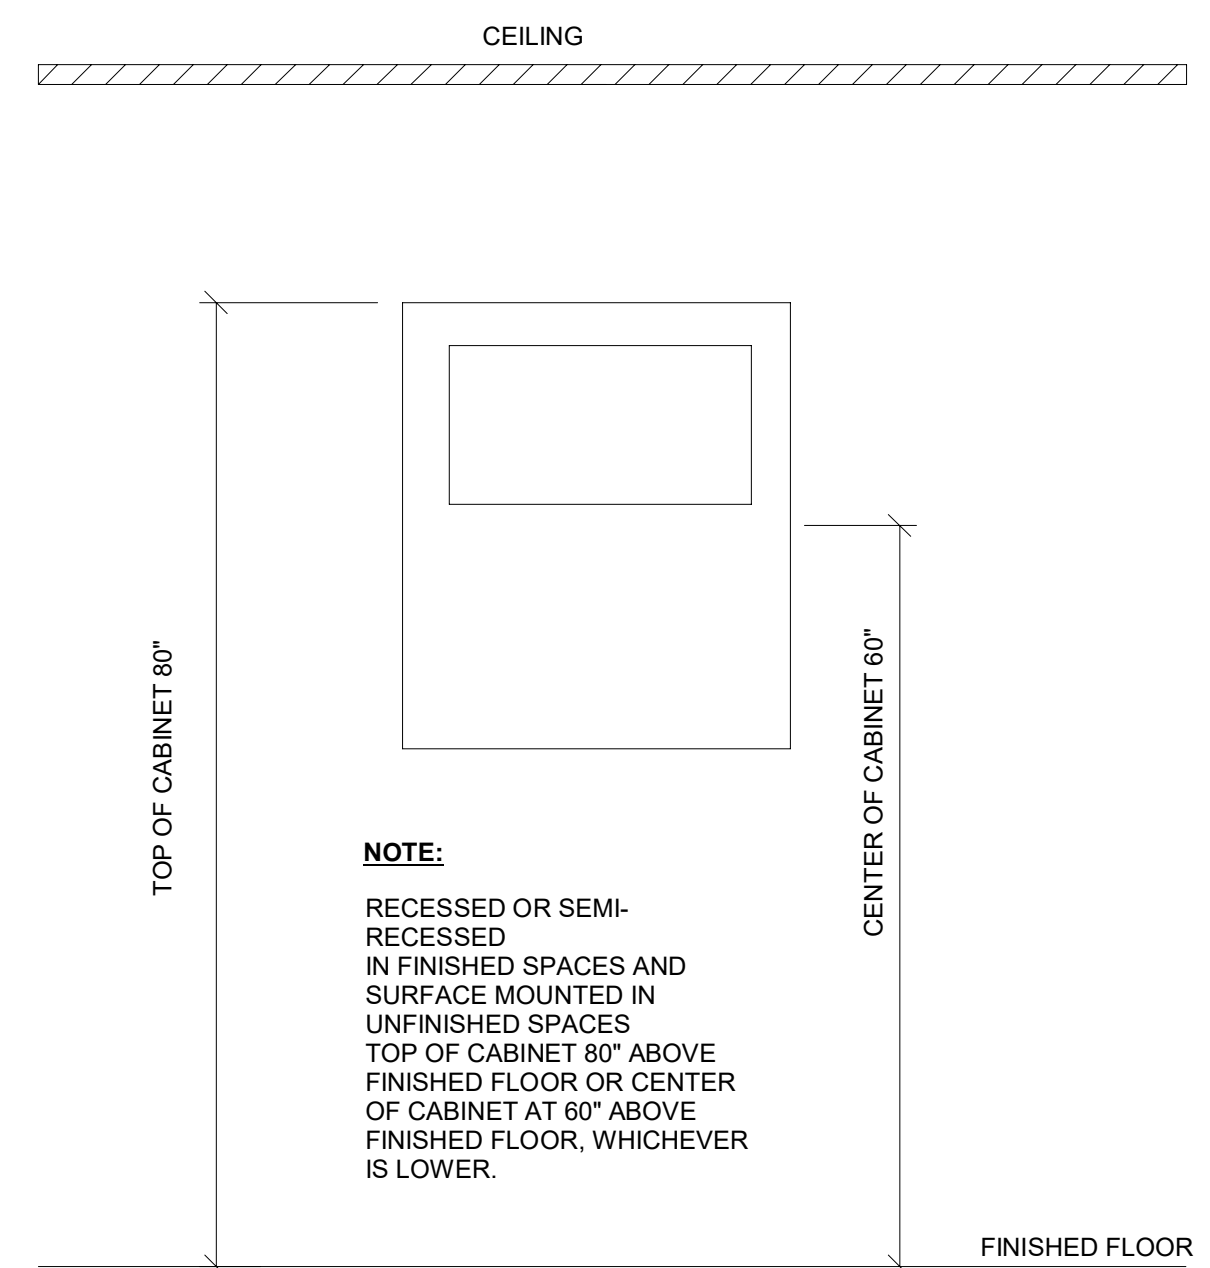 CEILING
TOP OF CABINET 80"
CENTER OF CABINET 60"
NOTE:
RECESSED OR SEMI-
RECESSED
IN FINISHED SPACES AND
SURFACE MOUNTED IN
UNFINISHED SPACES
TOP OF CABINET 80" ABOVE
FINISHED FLOOR OR CENTER
OF CABINET AT 60" ABOVE
FINISHED FLOOR, WHICHEVER
IS LOWER.
FINISHED FLOOR